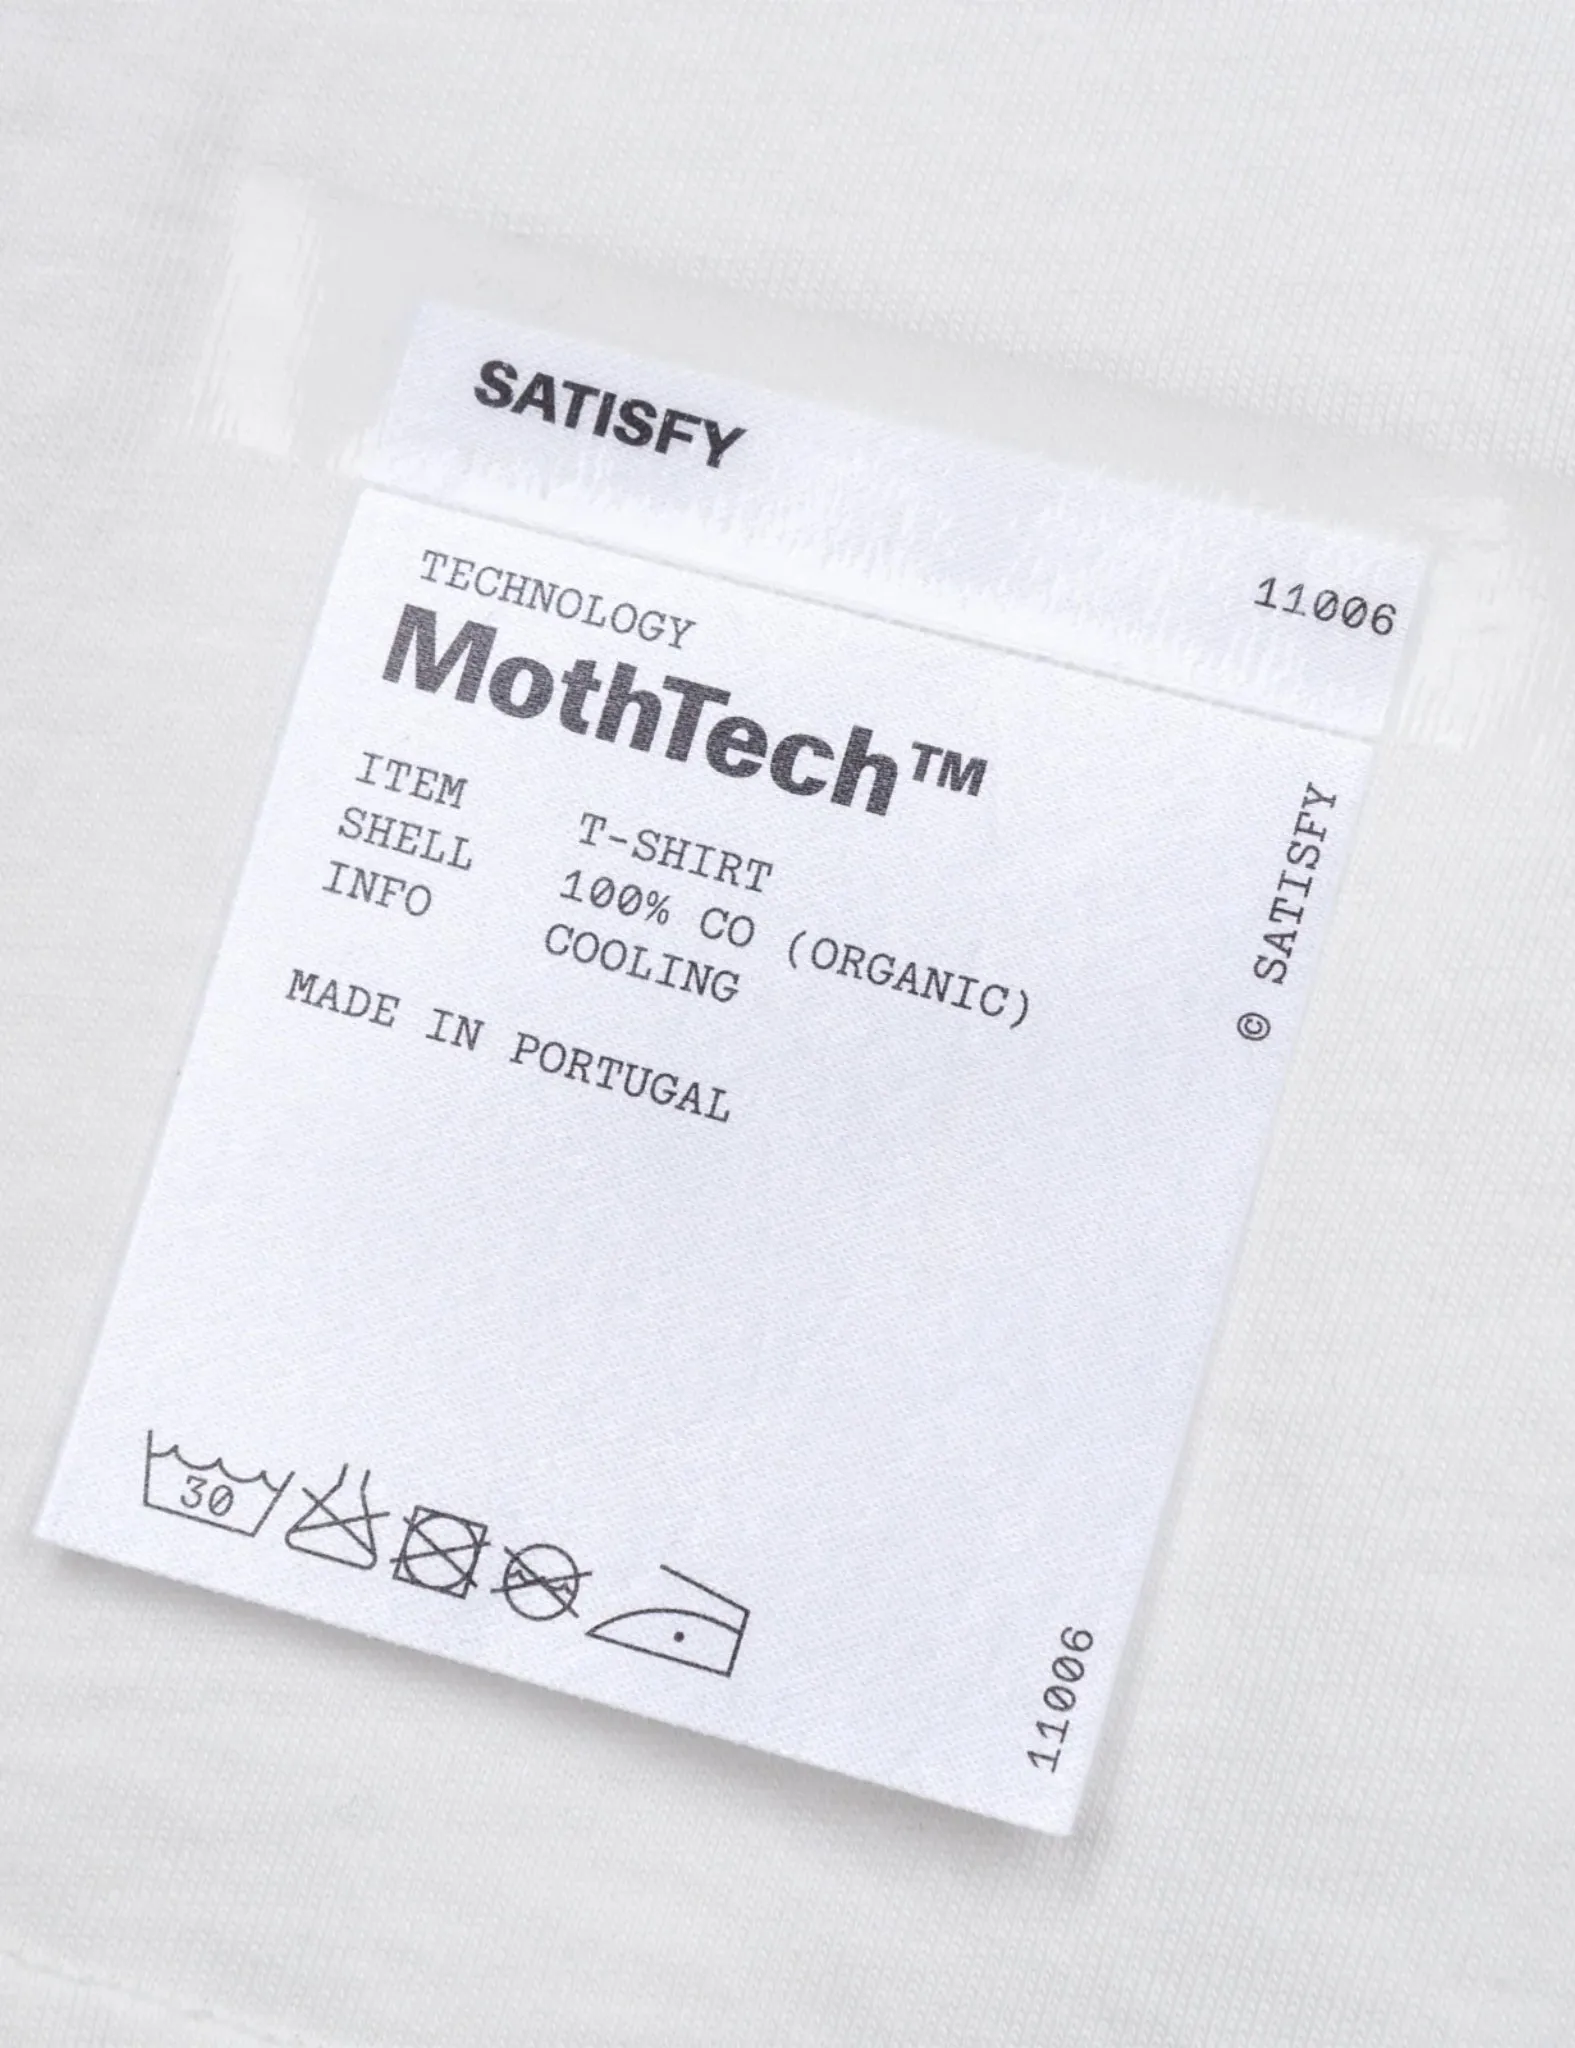 SATISFY
11006
TECHNOLOGY
MothTech™
ITEM T-SHIRT
SHELL 100% CO (ORGANIC)
INFO COOLING
MADE IN PORTUGAL
© SATISFY
30
11006